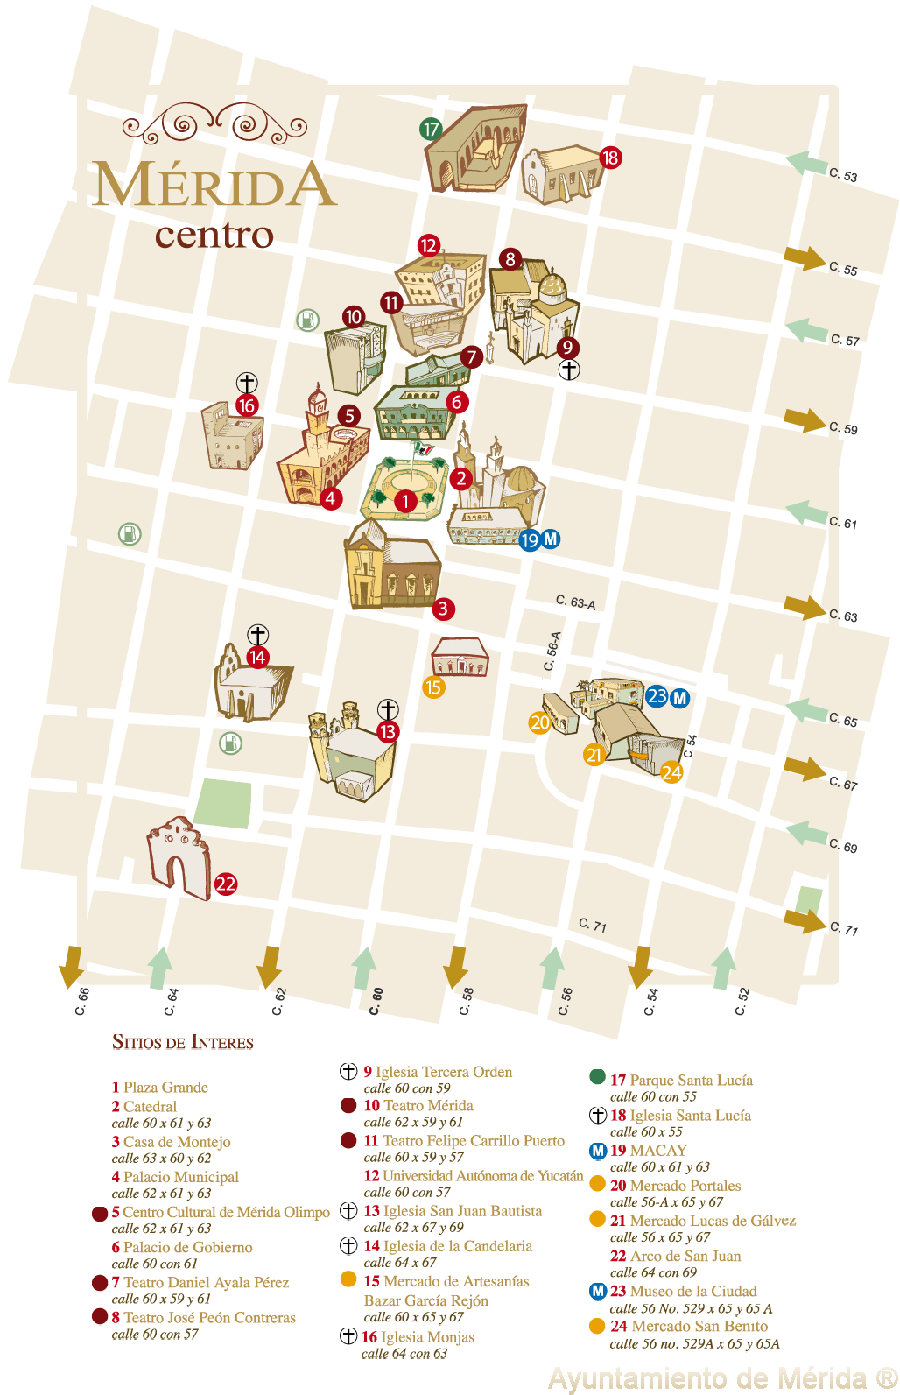 MÉRIDA
centro
17
18
12
8
11
10
9
7
16
6
5
2
4
1
19 M
3
C. 63-A
C. 56-A
14
15
23 M
20
13
C. 54
21
24
22
C. 71
C. 53
C. 55
C. 57
C. 59
C. 61
C. 63
C. 65
C. 67
C. 69
C. 71
C. 66
C. 64
C. 62
C. 60
C. 58
C. 56
C. 54
C. 52
SITIOS DE INTERES
1 Plaza Grande
2 Catedral
calle 60 x 61 y 63
3 Casa de Montejo
calle 63 x 60 y 62
4 Palacio Municipal
calle 62 x 61 y 63
5 Centro Cultural de Mérida Olimpo
calle 62 x 61 y 63
6 Palacio de Gobierno
calle 60 con 61
7 Teatro Daniel Ayala Pérez
calle 60 x 59 y 61
8 Teatro José Peón Contreras
calle 60 con 57
9 Iglesia Tercera Orden
calle 60 con 59
10 Teatro Mérida
calle 62 x 59 y 61
11 Teatro Felipe Carrillo Puerto
calle 60 x 59 y 57
12 Universidad Autónoma de Yucatán
calle 60 con 57
13 Iglesia San Juan Bautista
calle 62 x 67 y 69
14 Iglesia de la Candelaria
calle 64 x 67
15 Mercado de Artesanías
Bazar García Rejón
calle 60 x 65 y 67
16 Iglesia Monjas
calle 64 con 63
17 Parque Santa Lucía
calle 60 con 55
18 Iglesia Santa Lucía
calle 60 x 55
M 19 MACAY
calle 60 x 61 y 63
20 Mercado Portales
calle 56-A x 65 y 67
21 Mercado Lucas de Gálvez
calle 56 x 65 y 67
22 Arco de San Juan
calle 64 con 69
M 23 Museo de la Ciudad
calle 56 No. 529 x 65 y 65 A
24 Mercado San Benito
calle 56 no. 529A x 65 y 65A
Ayuntamiento de Mérida ®